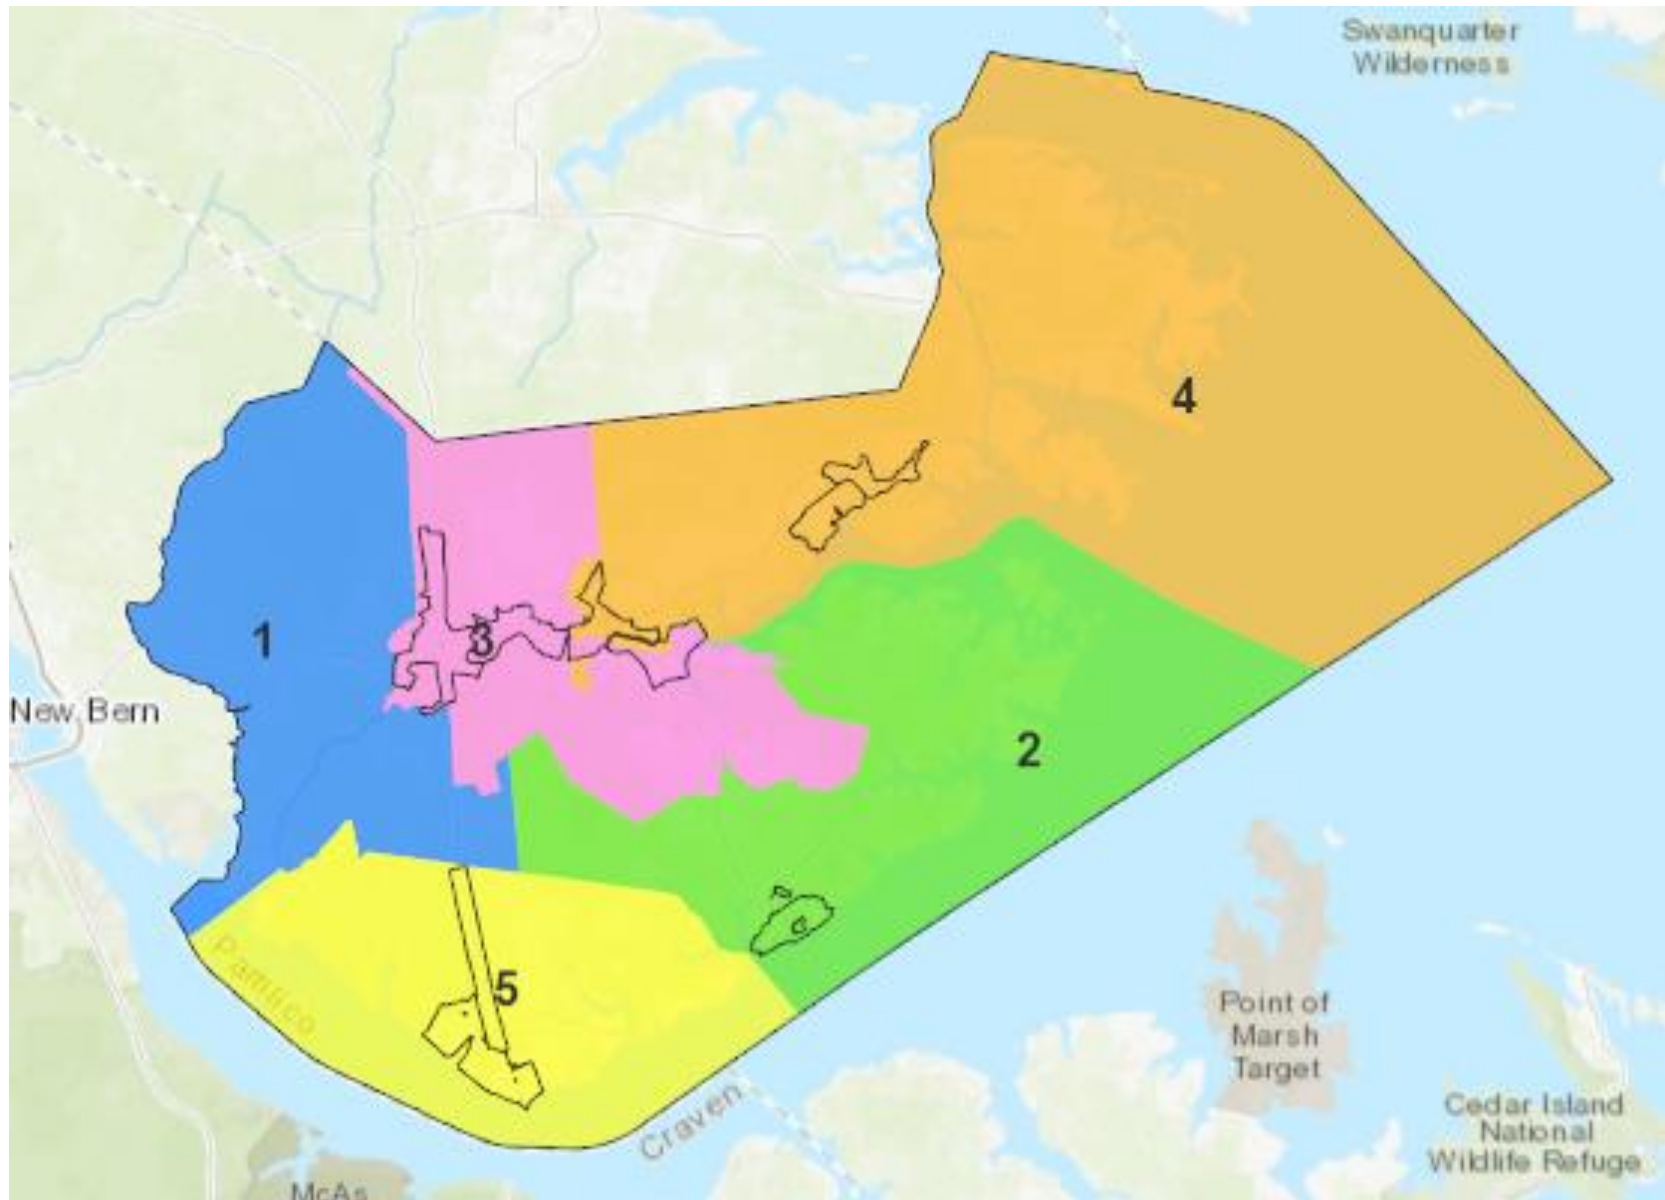 Swanquarter
Wilderness
4
1
3
New Bern
2
Pamlico
5
Point of
Marsh
Target
Craven
Cedar Island
National
Wildlife Refuge
McAs